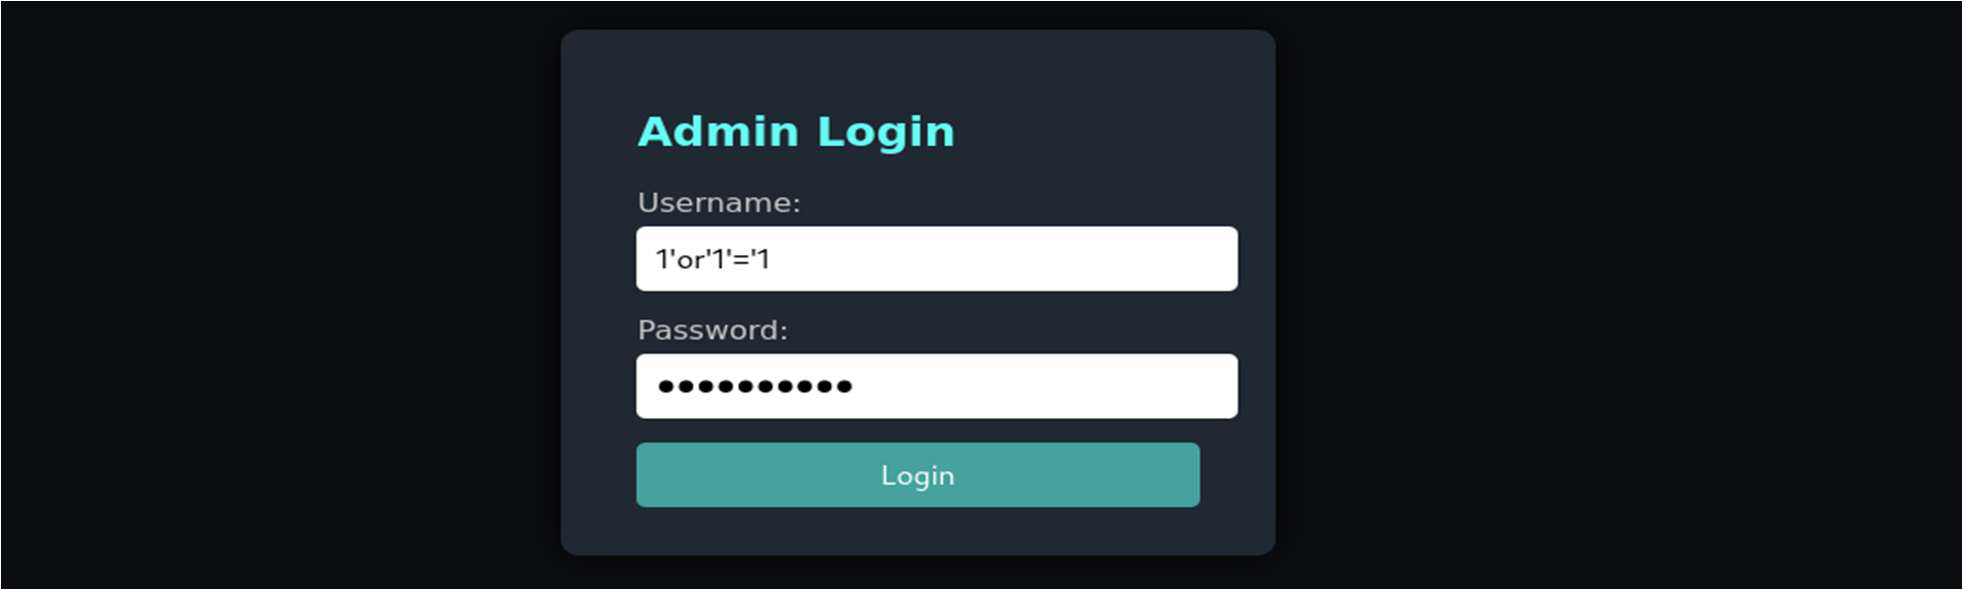 Admin Login
Username:
1'or'1'='1
Password:
••••••••••
Login